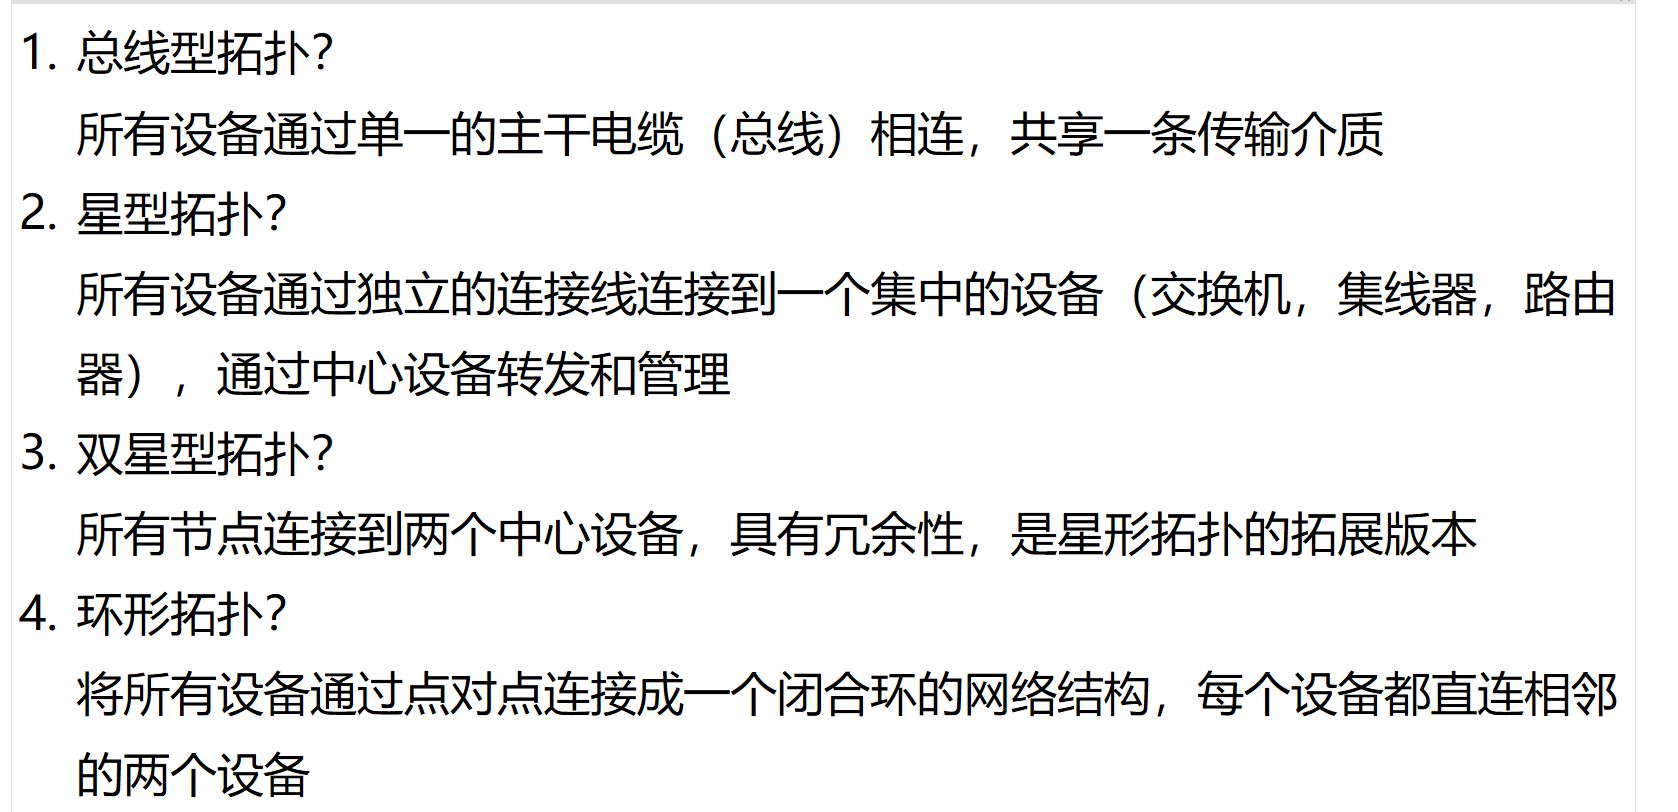 1. 总线型拓扑？
所有设备通过单一的主干电缆（总线）相连，共享一条传输介质
2. 星型拓扑？
所有设备通过独立的连接线连接到一个集中的设备（交换机，集线器，路由
器），通过中心设备转发和管理
3. 双星型拓扑？
所有节点连接到两个中心设备，具有冗余性，是星形拓扑的拓展版本
4. 环形拓扑？
将所有设备通过点对点连接成一个闭合环的网络结构，每个设备都直连相邻
的两个设备